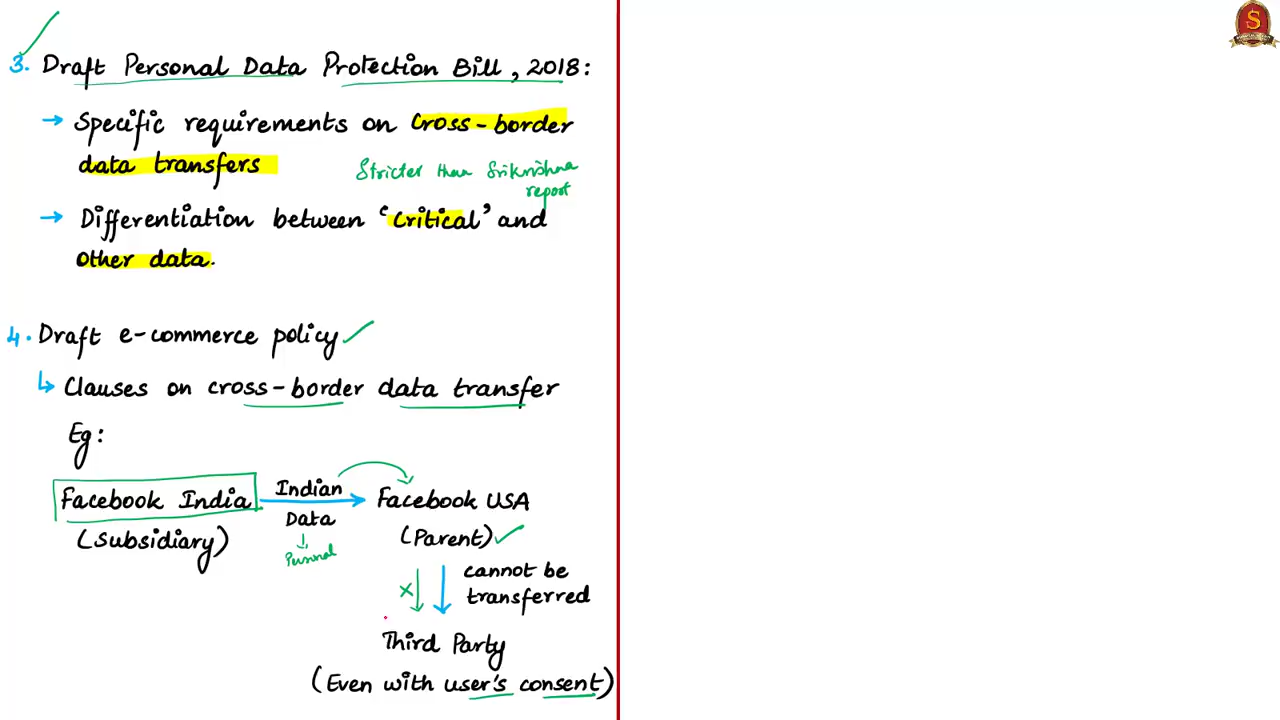 3. Draft Personal Data Protection Bill, 2018:
→ Specific requirements on cross-border
data transfers
Stricter than Srikrishna
report
→ Differentiation between 'critical' and
other data.
4. Draft e-commerce policy ✓
↳ Clauses on cross-border data transfer
Eg:
Facebook India → Indian Data → Facebook USA
(Subsidiary)
Personal
(Parent) ✓
x ↓ ↓ cannot be
transferred
Third Party
(Even with user's consent)
S